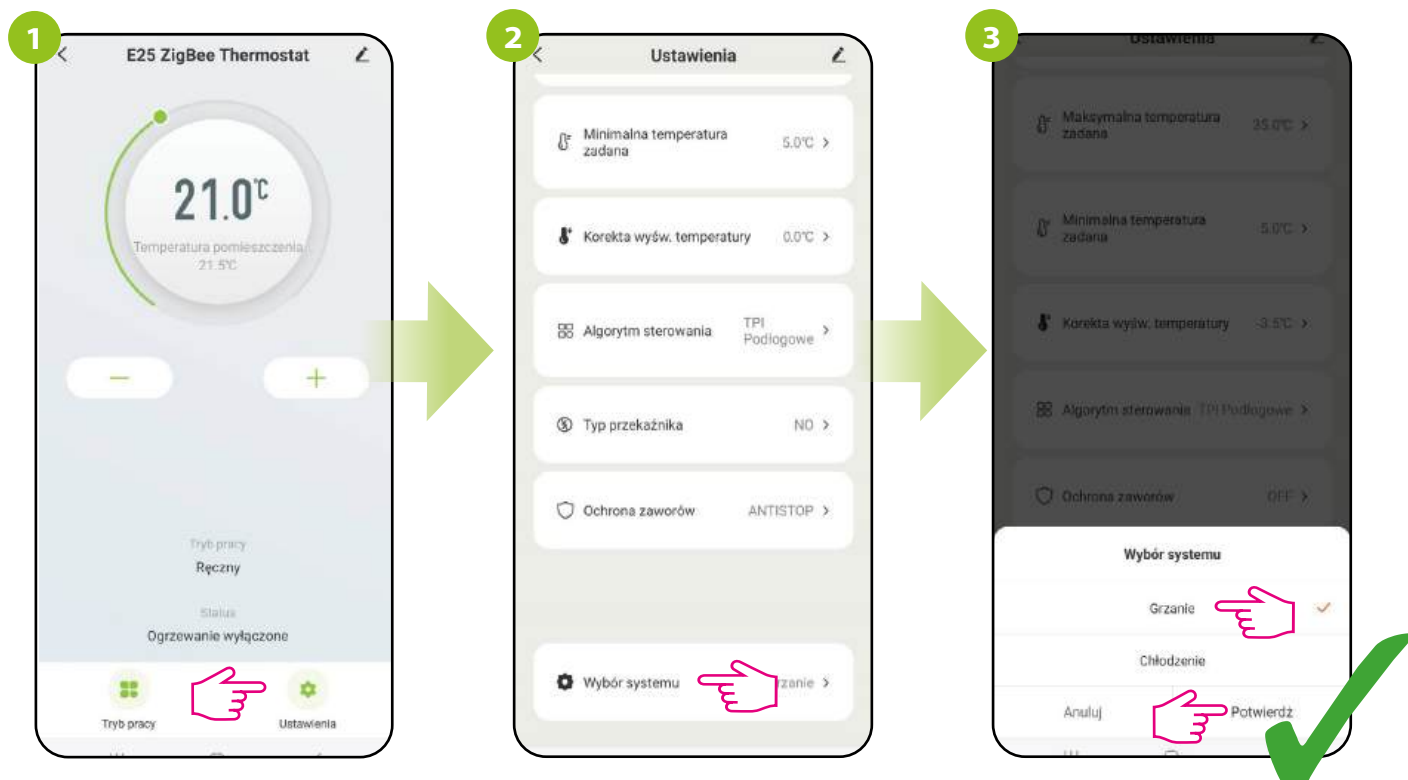 1
E25 ZigBee Thermostat
21.0°C
Temperatura pomieszczenia
21.5°C
Tryb pracy
Ręczny
Status
Ogrzewanie wyłączone
Tryb pracy
Ustawienia
2
Ustawienia
Minimalna temperatura
zadana
5.0°C
Korekta wyśw. temperatury
0.0°C
Algorytm sterowania
TPI
Podłogowe
Typ przekaźnika
NO
Ochrona zaworów
ANTISTOP
Wybór systemu
rzanie
3
Ustawienia
Maksymalna temperatura
zadana
35.0°C
Minimalna temperatura
zadana
5.0°C
Korekta wyśw. temperatury
-3.5°C
Algorytm sterowania
TPI Podłogowe
Ochrona zaworów
OFF
Wybór systemu
Grzanie
Chłodzenie
Anuluj
Potwierdź